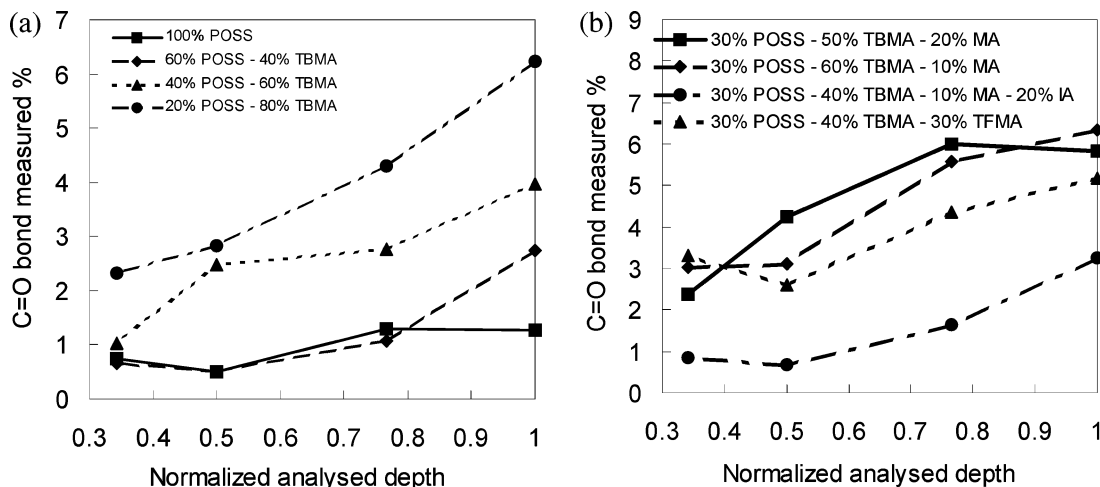 (a)
C=O bond measured %
7
6
5
4
3
2
1
0
100% POSS
60% POSS - 40% TBMA
40% POSS - 60% TBMA
20% POSS - 80% TBMA
0.3 0.4 0.5 0.6 0.7 0.8 0.9 1
Normalized analysed depth
(b)
C=O bond measured %
9
8
7
6
5
4
3
2
1
0
30% POSS - 50% TBMA - 20% MA
30% POSS - 60% TBMA - 10% MA
30% POSS - 40% TBMA - 10% MA - 20% IA
30% POSS - 40% TBMA - 30% TFMA
0.3 0.4 0.5 0.6 0.7 0.8 0.9 1
Normalized analysed depth